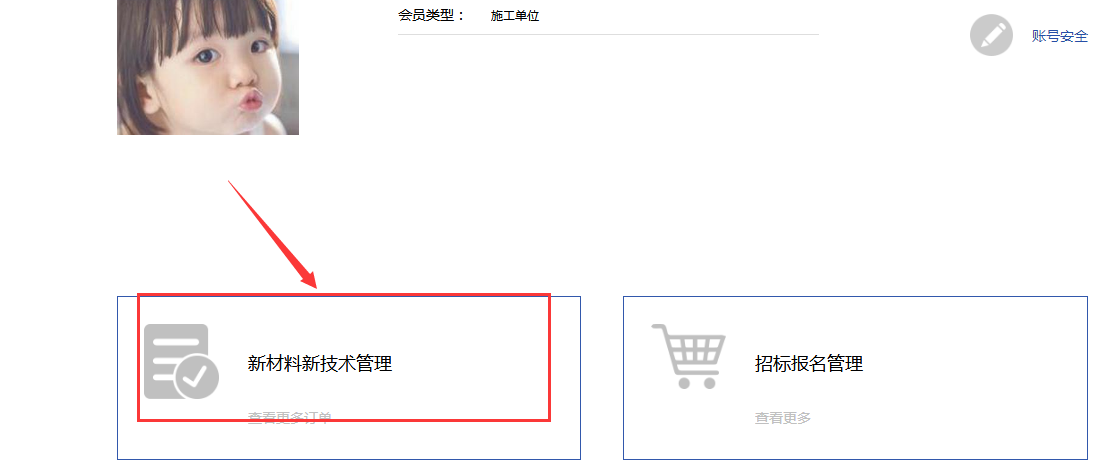 会员类型： 施工单位
账号安全
新材料新技术管理
查看更多订单
招标报名管理
查看更多